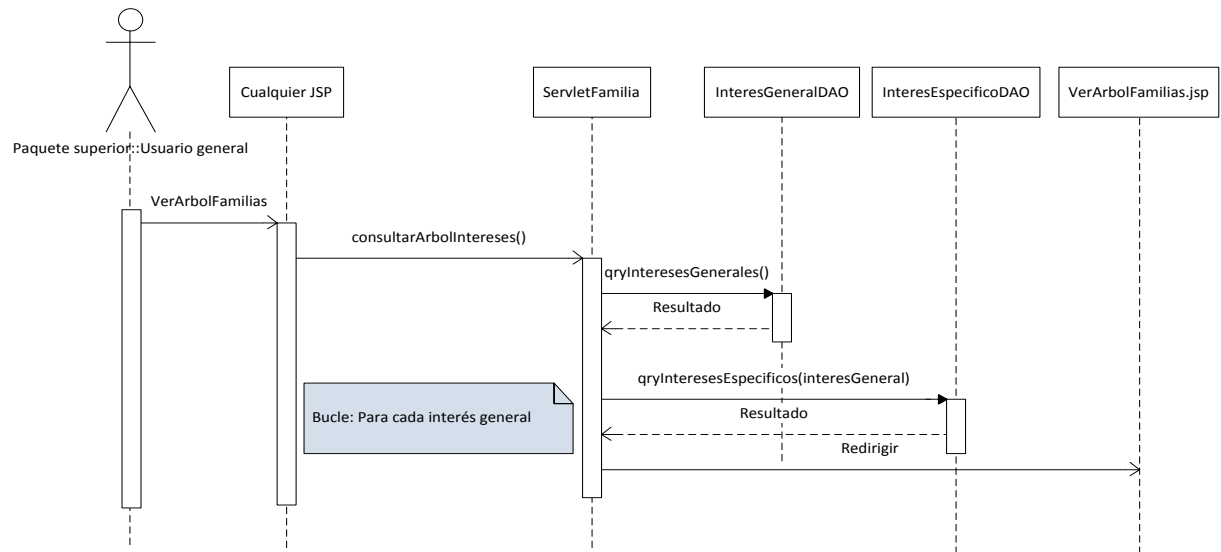 Cualquier JSP
ServletFamilia
InteresGeneralDAO
InteresEspecificoDAO
VerArbolFamilias.jsp
Paquete superior::Usuario general
VerArbolFamilias
consultarArbolIntereses()
qryInteresesGenerales()
Resultado
qryInteresesEspecificos(interesGeneral)
Bucle: Para cada interés general
Resultado
Redirigir